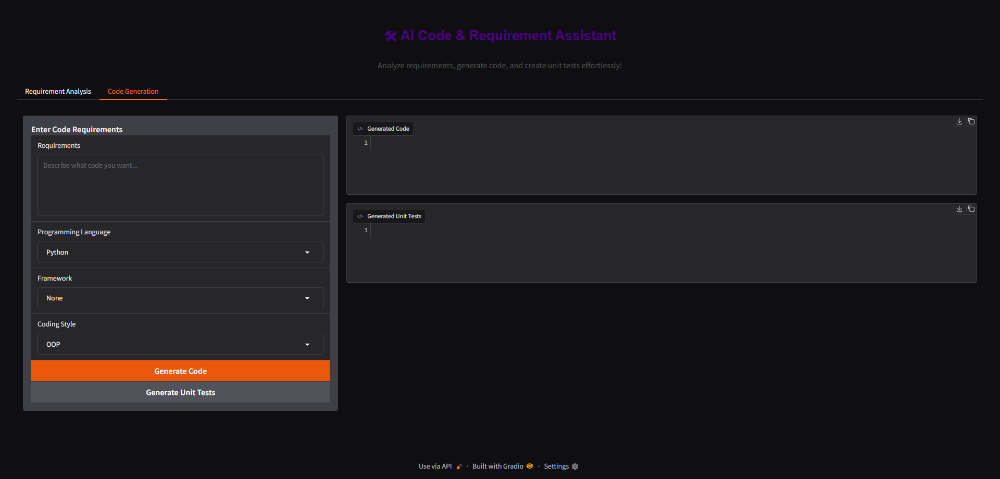 🛠 AI Code & Requirement Assistant
Analyze requirements, generate code, and create unit tests effortlessly!
Requirement Analysis
Code Generation
Enter Code Requirements
Requirements
Describe what code you want...
Programming Language
Python
Framework
None
Coding Style
OOP
Generate Code
Generate Unit Tests
Generated Code
1
Generated Unit Tests
1
Use via API · Built with Gradio · Settings